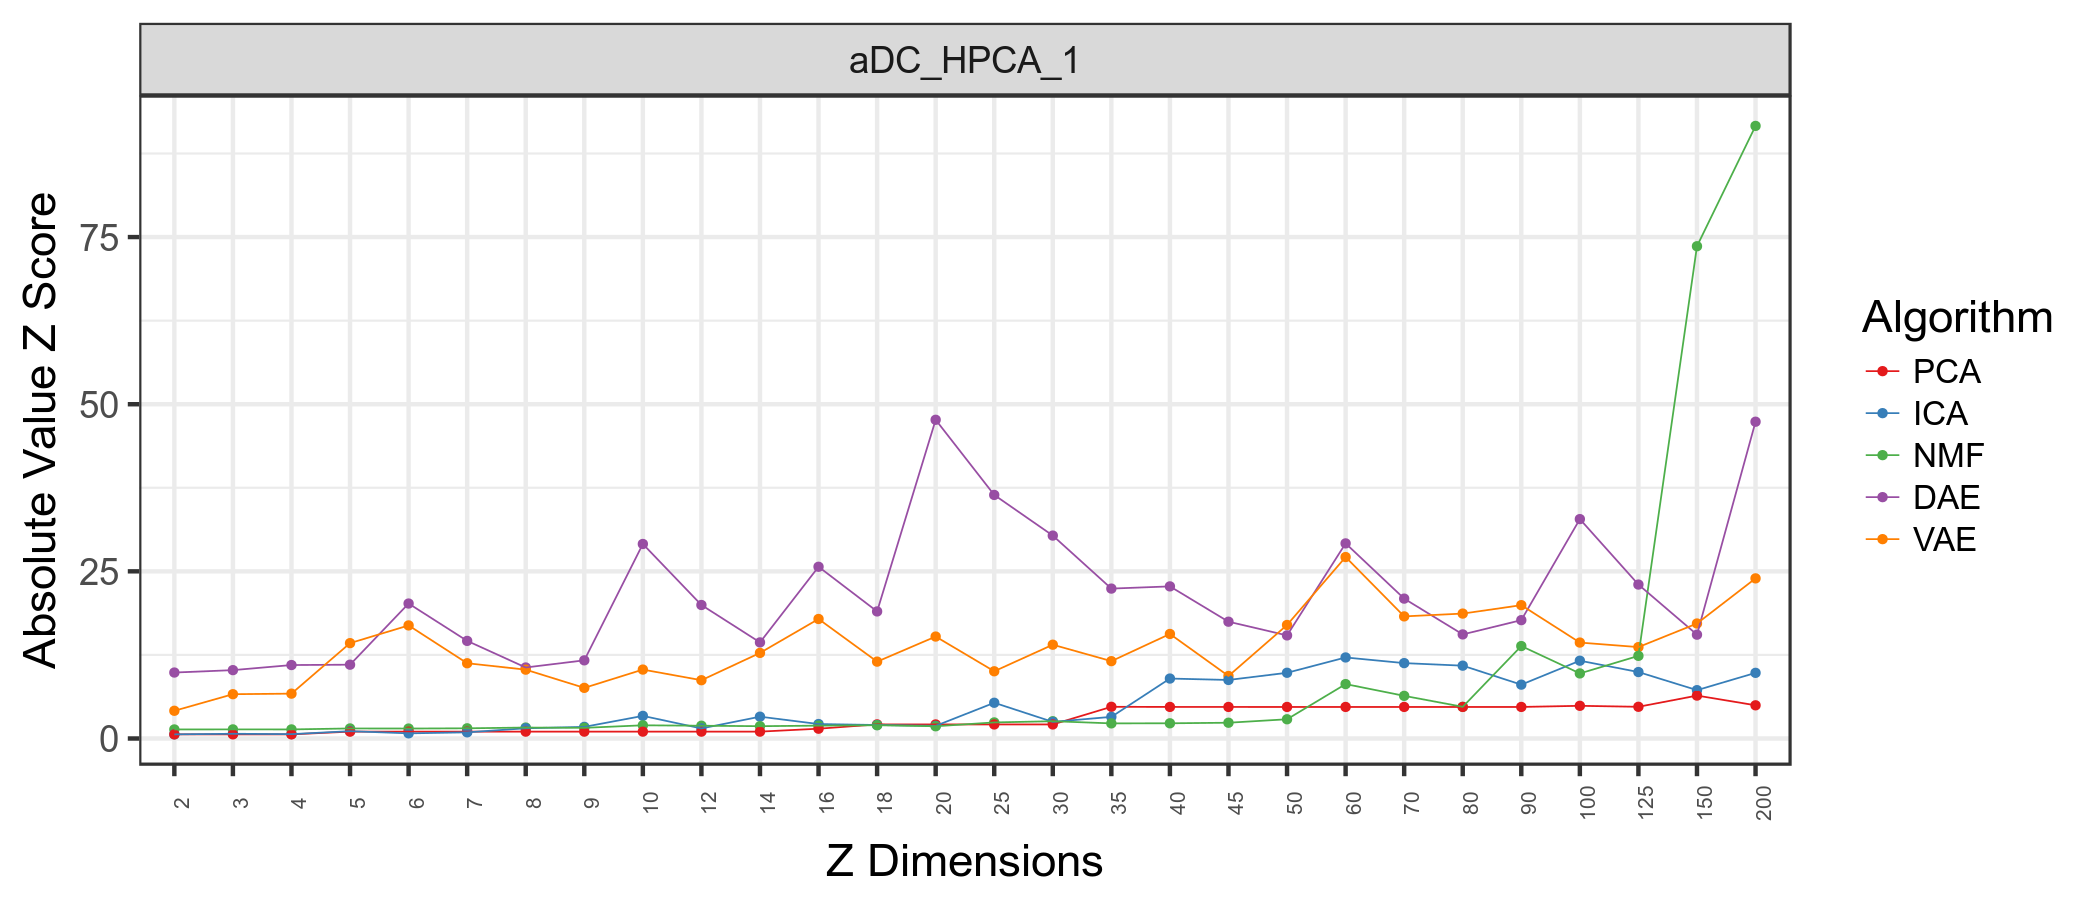 aDC_HPCA_1
Absolute Value Z Score
75
50
25
0
2 3 4 5 6 7 8 9 10 12 14 16 18 20 25 30 35 40 45 50 60 70 80 90 100 125 150 200
Z Dimensions
Algorithm
PCA
ICA
NMF
DAE
VAE